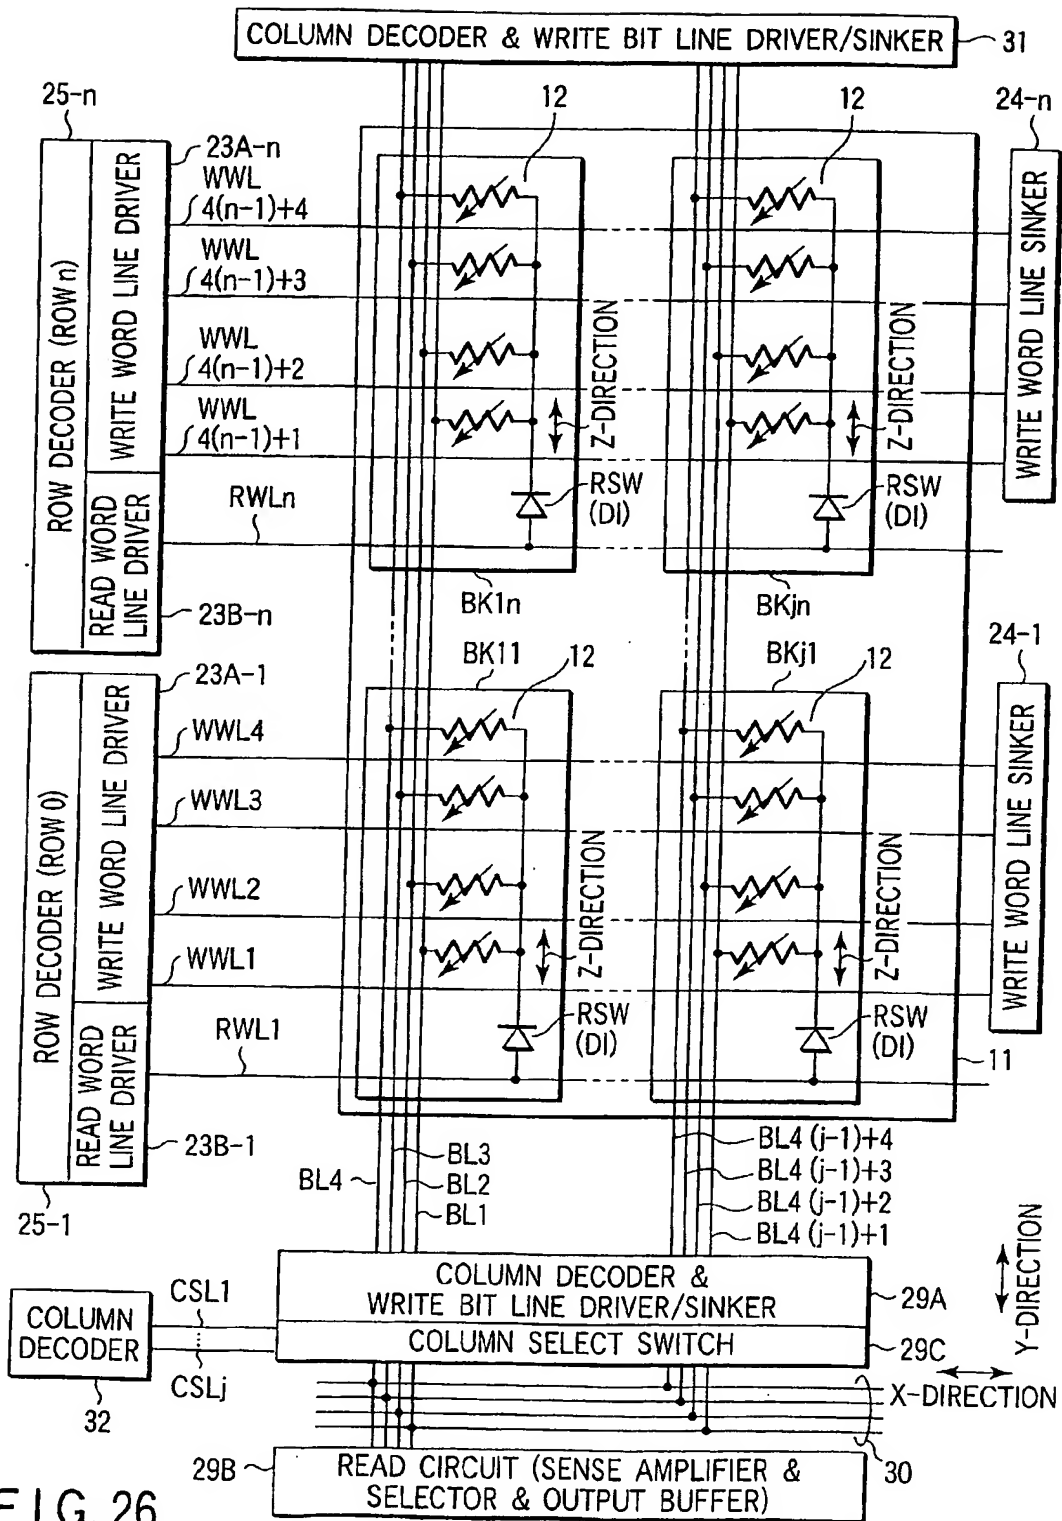 COLUMN DECODER & WRITE BIT LINE DRIVER/SINKER
31
25-n
12
12
24-n
ROW DECODER (ROW n)
WRITE WORD LINE DRIVER
READ WORD
LINE DRIVER
23A-n
WWL
4(n-1)+4
WWL
4(n-1)+3
WWL
4(n-1)+2
WWL
4(n-1)+1
RWLn
23B-n
Z-DIRECTION
RSW
(DI)
BK1n
Z-DIRECTION
RSW
(DI)
BKjn
WRITE WORD LINE SINKER
BK11
12
BKj1
12
24-1
ROW DECODER (ROW 0)
WRITE WORD LINE DRIVER
READ WORD
LINE DRIVER
23A-1
WWL4
WWL3
WWL2
WWL1
RWL1
23B-1
25-1
Z-DIRECTION
RSW
(DI)
Z-DIRECTION
RSW
(DI)
WRITE WORD LINE SINKER
11
BL4
BL3
BL2
BL1
BL4 (j-1)+4
BL4 (j-1)+3
BL4 (j-1)+2
BL4 (j-1)+1
COLUMN DECODER &
WRITE BIT LINE DRIVER/SINKER
29A
COLUMN SELECT SWITCH
29C
COLUMN
DECODER
32
CSL1
CSLj
Y-DIRECTION
X-DIRECTION
30
29B
READ CIRCUIT (SENSE AMPLIFIER &
SELECTOR & OUTPUT BUFFER)
FIG. 26